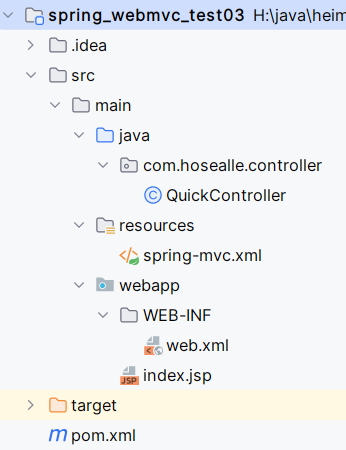 spring_webmvc_test03 H:\java\heim
.idea
src
main
java
com.hosealle.controller
QuickController
resources
spring-mvc.xml
webapp
WEB-INF
web.xml
JSP index.jsp
target
pom.xml